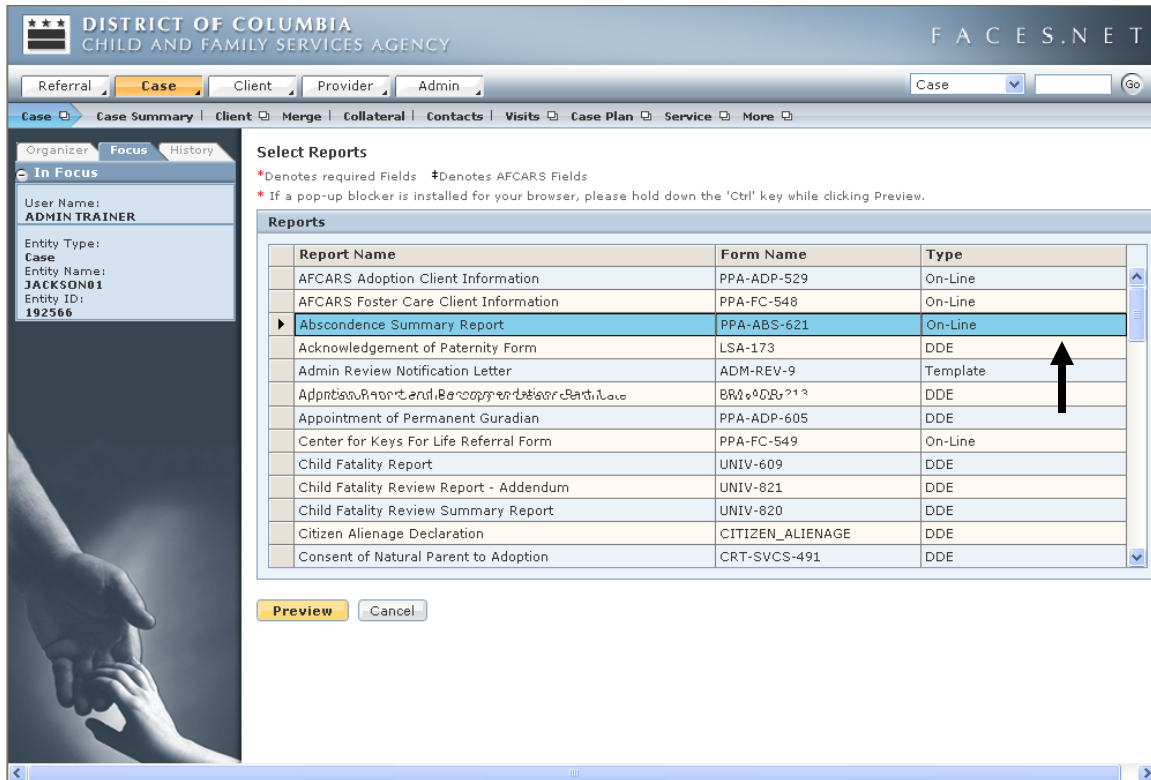 DISTRICT OF COLUMBIA
CHILD AND FAMILY SERVICES AGENCY
FACES.NET
Referral Case Client Provider Admin Case Go
Case Case Summary | Client Merge | Collateral | Contacts | Visits Case Plan Service More
Organizer Focus History
In Focus
User Name:
ADMIN TRAINER
Entity Type:
Case
Entity Name:
JACKSON01
Entity ID:
192566
Select Reports
*Denotes required Fields ‡Denotes AFCARS Fields
* If a pop-up blocker is installed for your browser, please hold down the 'Ctrl' key while clicking Preview.
Reports
Report Name Form Name Type
AFCARS Adoption Client Information PPA-ADP-529 On-Line
AFCARS Foster Care Client Information PPA-FC-548 On-Line
Abscondence Summary Report PPA-ABS-621 On-Line
Acknowledgement of Paternity Form LSA-173 DDE
Admin Review Notification Letter ADM-REV-9 Template
DDE
Appointment of Permanent Guradian PPA-ADP-605 DDE
Center for Keys For Life Referral Form PPA-FC-549 On-Line
Child Fatality Report UNIV-609 DDE
Child Fatality Review Report - Addendum UNIV-821 DDE
Child Fatality Review Summary Report UNIV-820 DDE
Citizen Alienage Declaration CITIZEN_ALIENAGE DDE
Consent of Natural Parent to Adoption CRT-SVCS-491 DDE
Preview Cancel